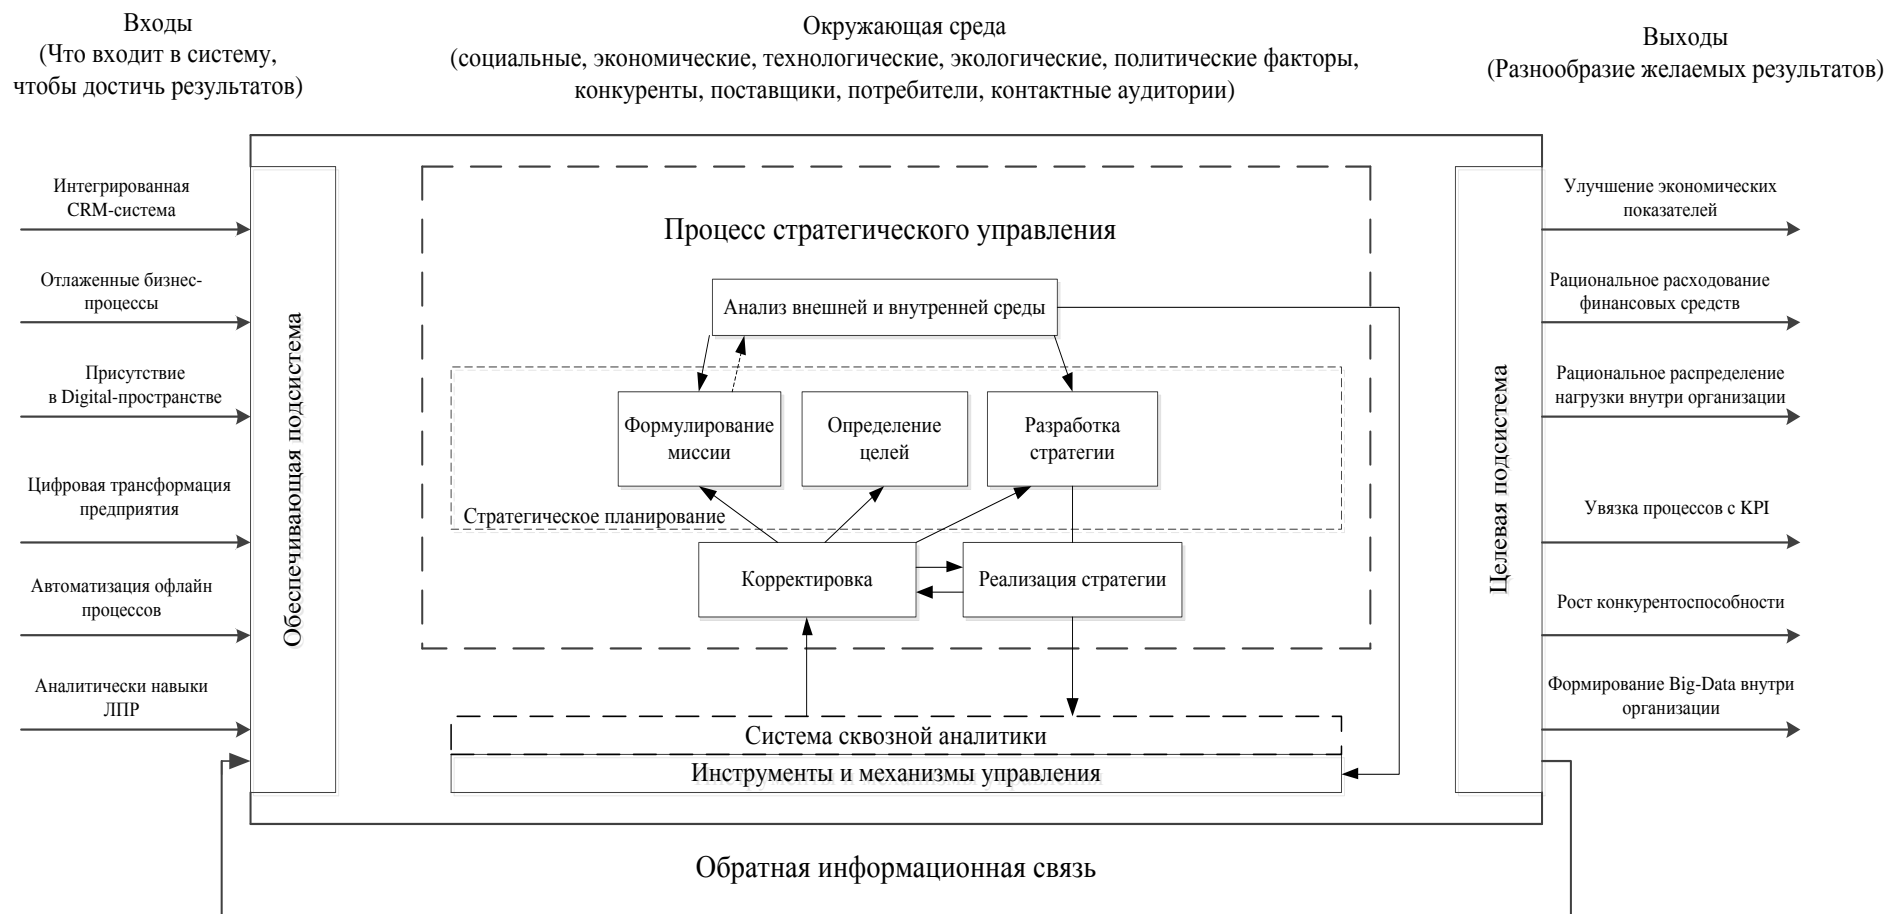 Входы
(Что входит в систему,
чтобы достичь результатов)
Окружающая среда
(социальные, экономические, технологические, экологические, политические факторы,
конкуренты, поставщики, потребители, контактные аудитории)
Выходы
(Разнообразие желаемых результатов)
Интегрированная
CRM-система
Отлаженные бизнес-
процессы
Присутствие
в Digital-пространстве
Цифровая трансформация
предприятия
Автоматизация офлайн
процессов
Аналитически навыки
ЛПР
Обеспечивающая подсистема
Процесс стратегического управления
Анализ внешней и внутренней среды
Формулирование
миссии
Определение
целей
Разработка
стратегии
Стратегическое планирование
Корректировка
Реализация стратегии
Система сквозной аналитики
Инструменты и механизмы управления
Целевая подсистема
Улучшение экономических
показателей
Рациональное расходование
финансовых средств
Рациональное распределение
нагрузки внутри организации
Увязка процессов с KPI
Рост конкурентоспособности
Формирование Big-Data внутри
организации
Обратная информационная связь